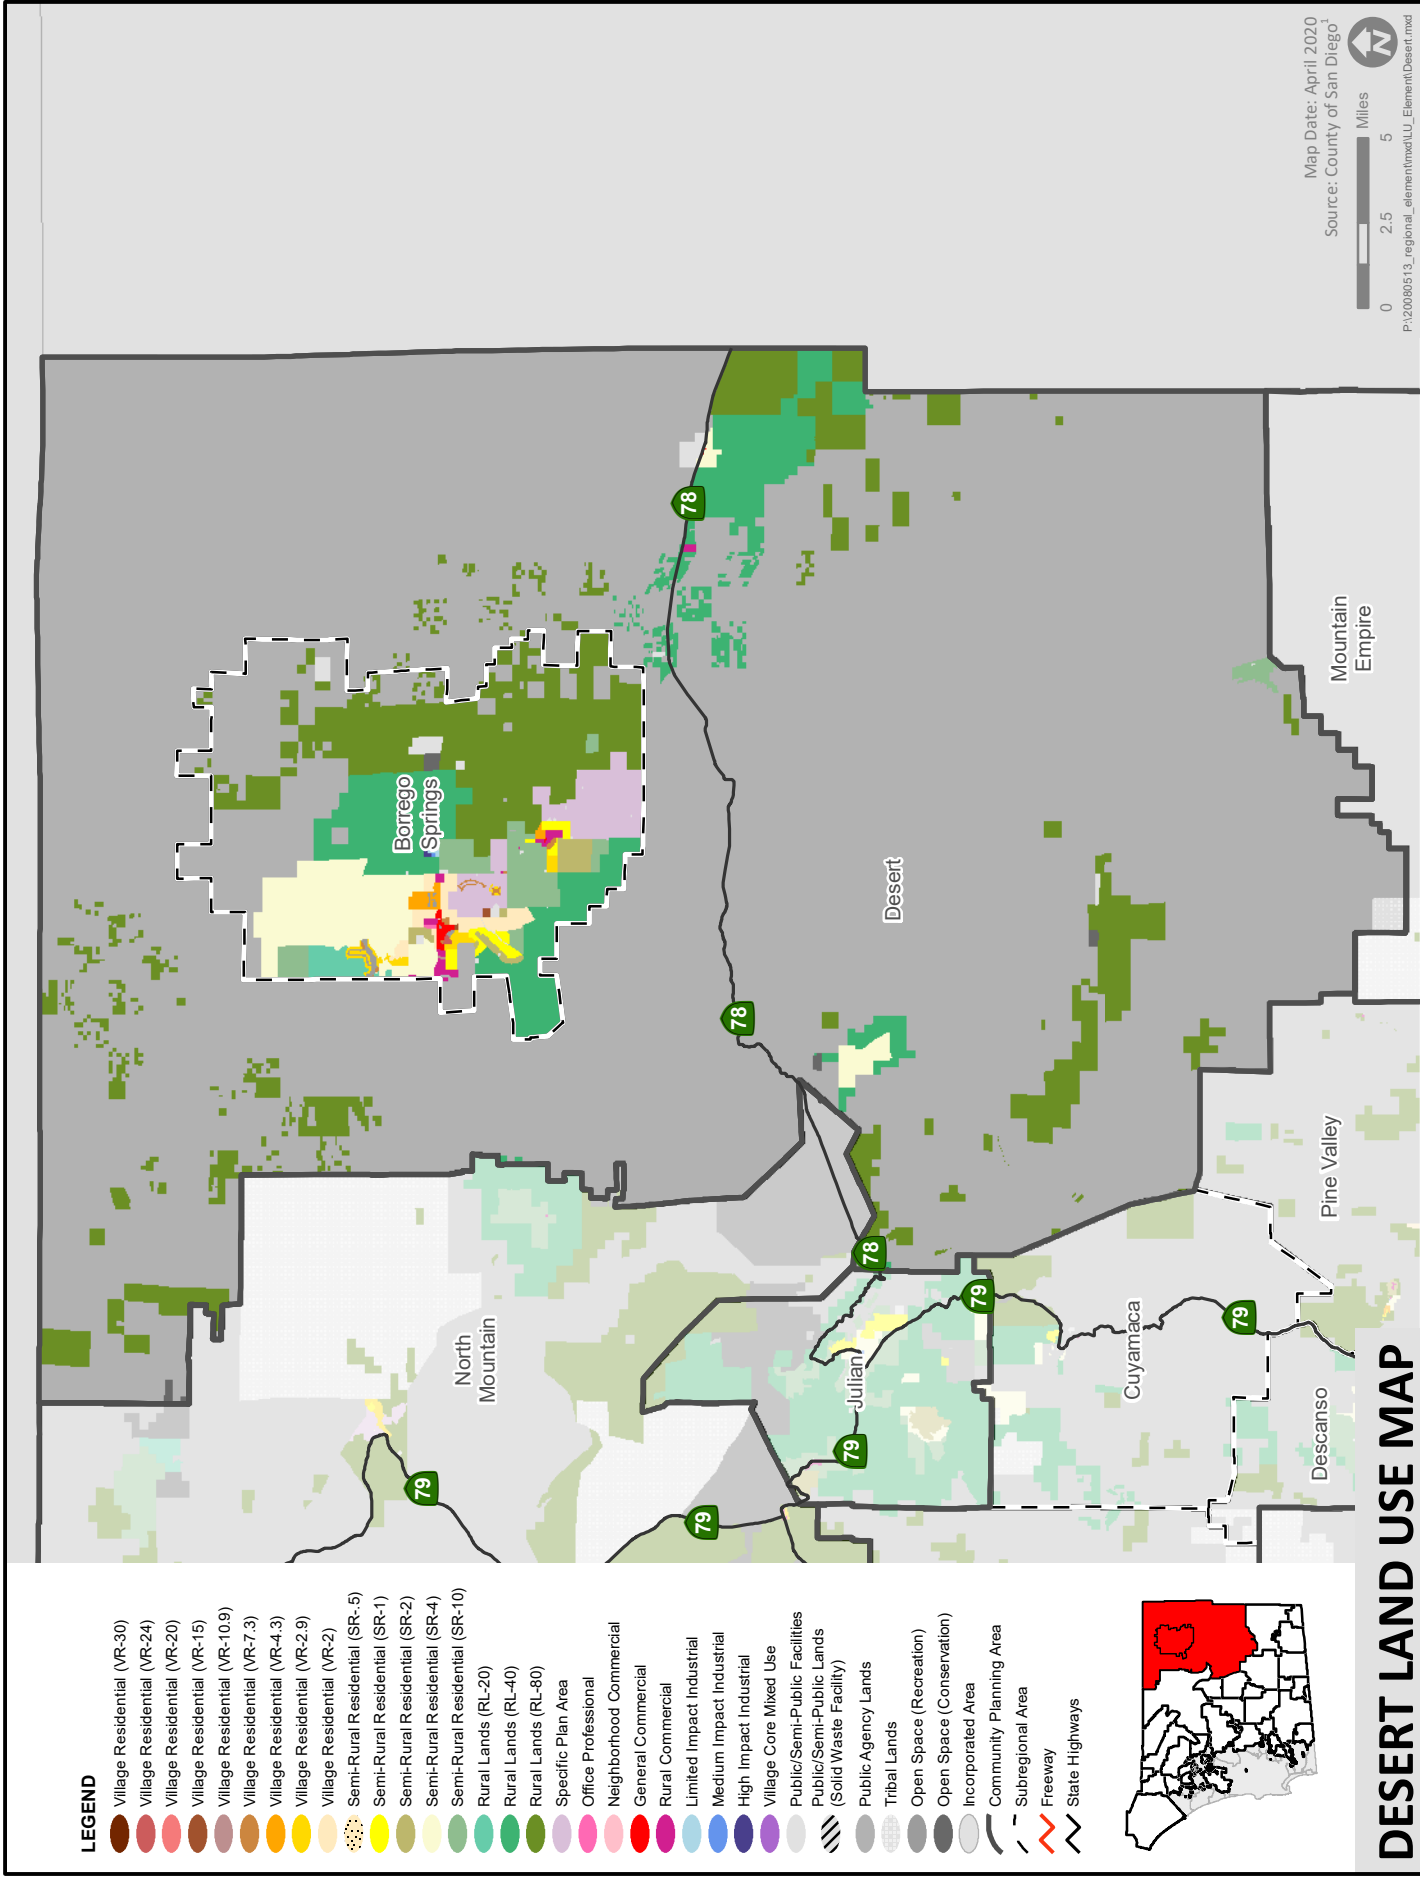 LEGEND
Village Residential (VR-30)
Village Residential (VR-24)
Village Residential (VR-20)
Village Residential (VR-15)
Village Residential (VR-10.9)
Village Residential (VR-7.3)
Village Residential (VR-4.3)
Village Residential (VR-2.9)
Village Residential (VR-2)
Semi-Rural Residential (SR-.5)
Semi-Rural Residential (SR-1)
Semi-Rural Residential (SR-2)
Semi-Rural Residential (SR-4)
Semi-Rural Residential (SR-10)
Rural Lands (RL-20)
Rural Lands (RL-40)
Rural Lands (RL-80)
Specific Plan Area
Office Professional
Neighborhood Commercial
General Commercial
Rural Commercial
Limited Impact Industrial
Medium Impact Industrial
High Impact Industrial
Village Core Mixed Use
Public/Semi-Public Facilities
Public/Semi-Public Lands
(Solid Waste Facility)
Public Agency Lands
Tribal Lands
Open Space (Recreation)
Open Space (Conservation)
Incorporated Area
Community Planning Area
Subregional Area
Freeway
State Highways
DESERT LAND USE MAP
Borrego
Springs
78
Desert
78
Mountain
Empire
North
Mountain
79
79
Julian
79
78
79
Cuyamaca
79
Pine Valley
Descanso
Map Date: April 2020
Source: County of San Diego¹
N
Miles
0 2.5 5
P:\20080513_regional_element\mxd\LU_Element\Desert.mxd